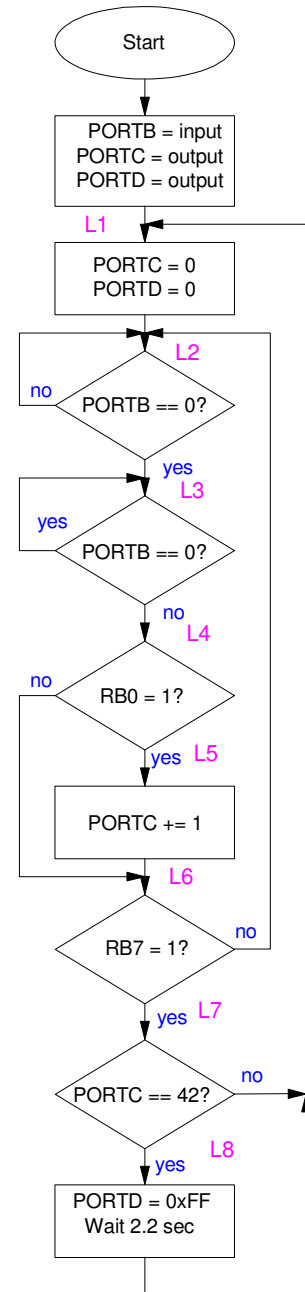 Start
PORTB = input
PORTC = output
PORTD = output
L1
PORTC = 0
PORTD = 0
L2
no
PORTB == 0?
yes
L3
yes
PORTB == 0?
no
L4
no
RB0 = 1?
yes
L5
PORTC += 1
L6
RB7 = 1?
no
yes
L7
PORTC == 42?
no
L8
yes
PORTD = 0xFF
Wait 2.2 sec